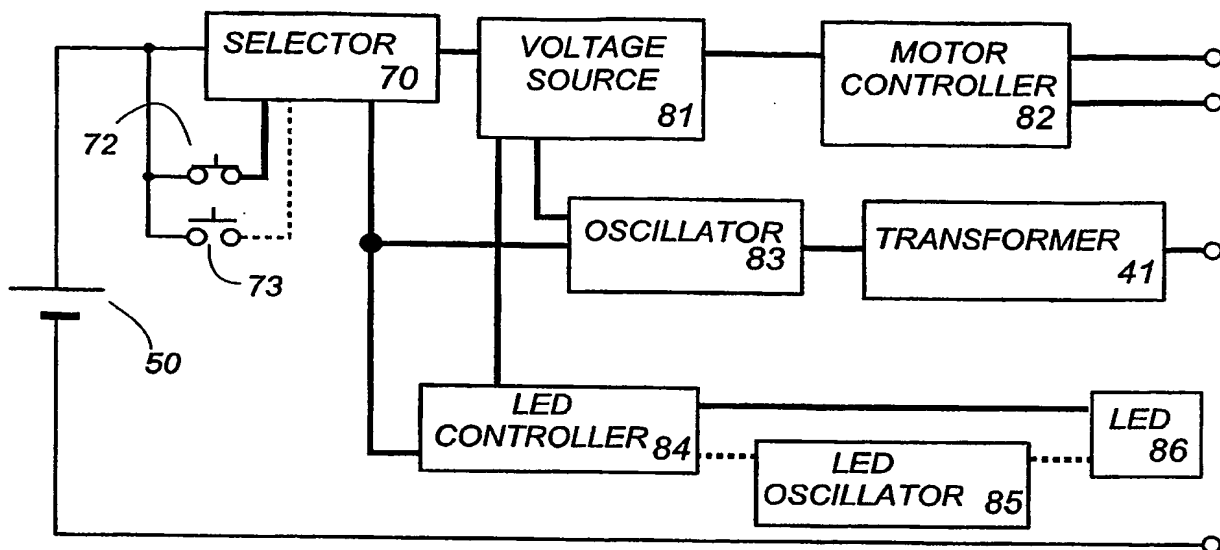 SELECTOR
70
VOLTAGE
SOURCE
81
MOTOR
CONTROLLER
82
72
73
50
OSCILLATOR
83
TRANSFORMER
41
LED
CONTROLLER 84
LED
OSCILLATOR 85
LED
86